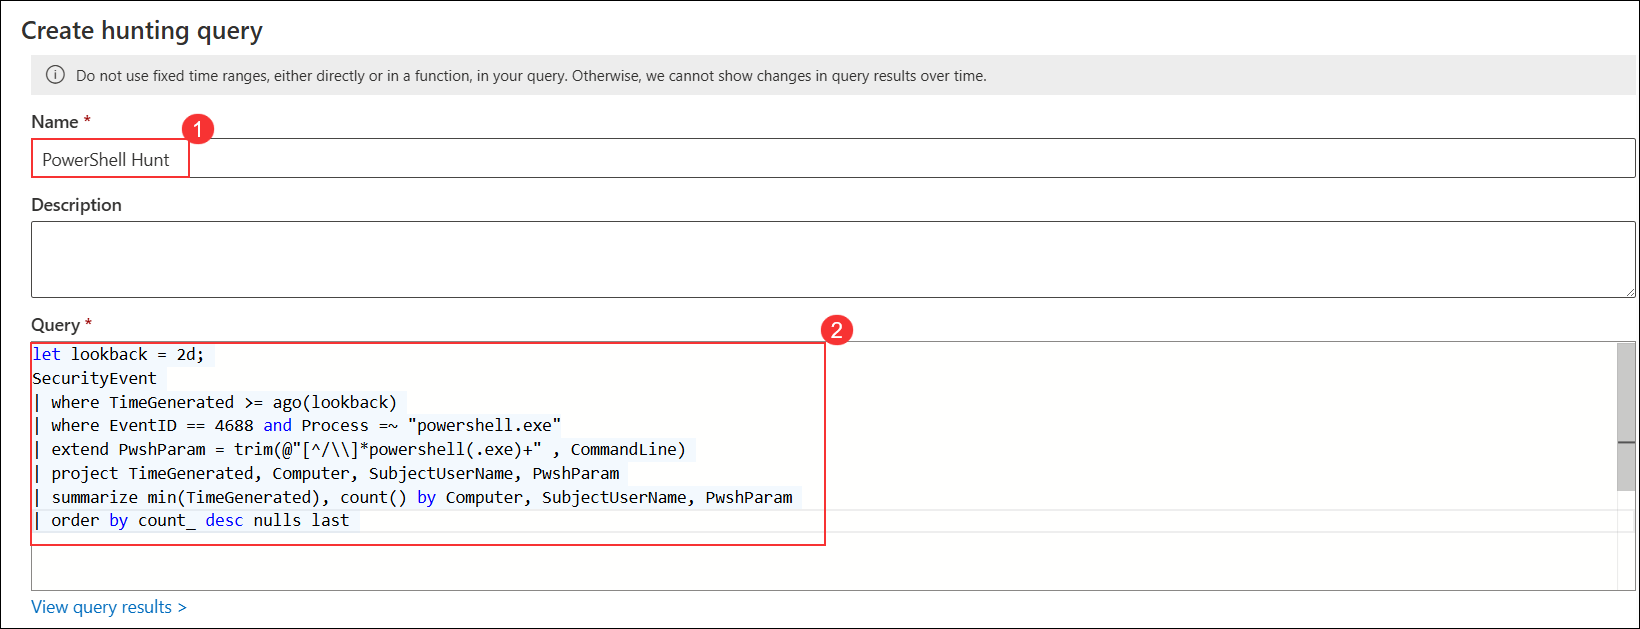 Create hunting query
Do not use fixed time ranges, either directly or in a function, in your query. Otherwise, we cannot show changes in query results over time.
Name *
1
PowerShell Hunt
Description
Query *
2
let lookback = 2d;
SecurityEvent
| where TimeGenerated >= ago(lookback)
| where EventID == 4688 and Process =~ "powershell.exe"
| extend PwshParam = trim(@"[^/\\]*powershell(.exe)+" , CommandLine)
| project TimeGenerated, Computer, SubjectUserName, PwshParam
| summarize min(TimeGenerated), count() by Computer, SubjectUserName, PwshParam
| order by count_ desc nulls last
View query results >